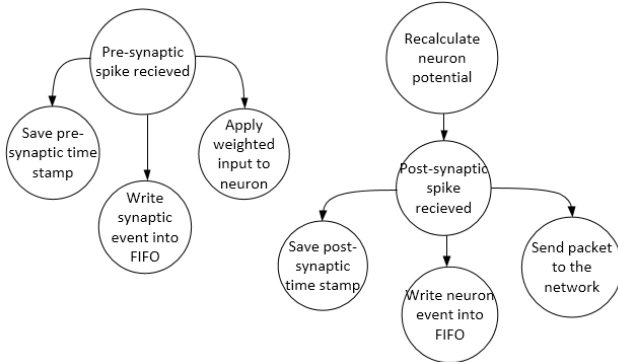 Pre-synaptic
spike recieved
Save pre-
synaptic time
stamp
Write
synaptic
event into
FIFO
Apply
weighted
input to
neuron
Recalculate
neuron
potential
Post-synaptic
spike
recieved
Save post-
synaptic
time stamp
Write neuron
event into
FIFO
Send packet
to the
network